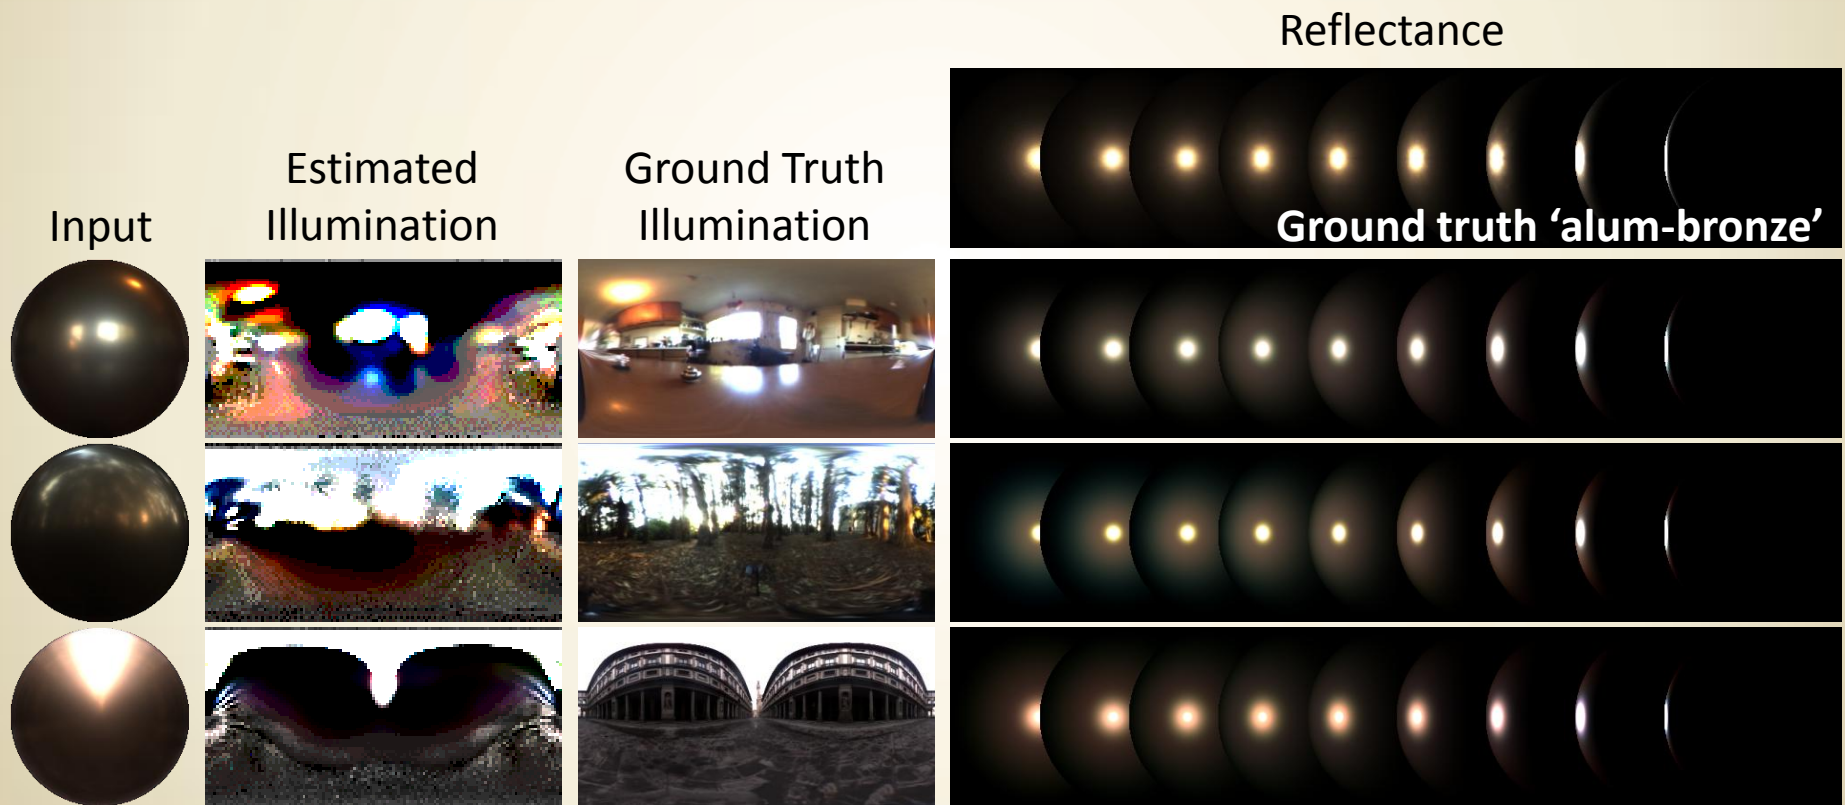 Reflectance
Estimated
Illumination
Ground Truth
Illumination
Input
Ground truth ‘alum-bronze’